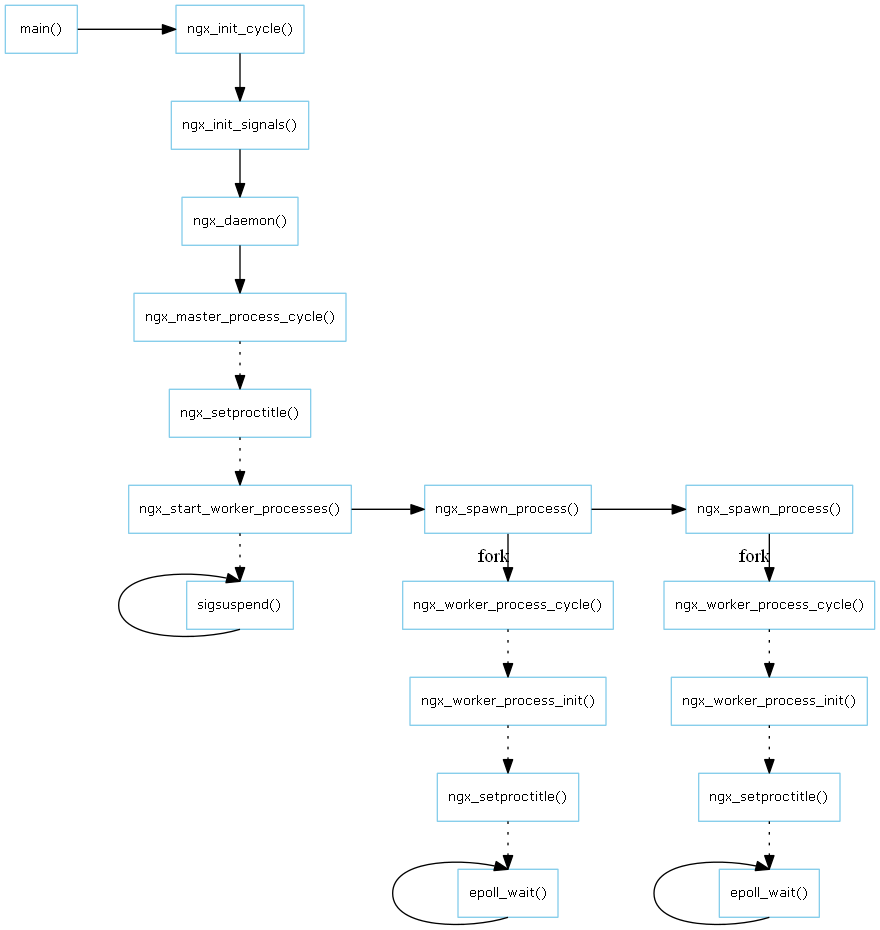 main()
ngx_init_cycle()
ngx_init_signals()
ngx_daemon()
ngx_master_process_cycle()
ngx_setproctitle()
ngx_start_worker_processes()
ngx_spawn_process()
ngx_spawn_process()
fork
fork
sigsuspend()
ngx_worker_process_cycle()
ngx_worker_process_cycle()
ngx_worker_process_init()
ngx_worker_process_init()
ngx_setproctitle()
ngx_setproctitle()
epoll_wait()
epoll_wait()